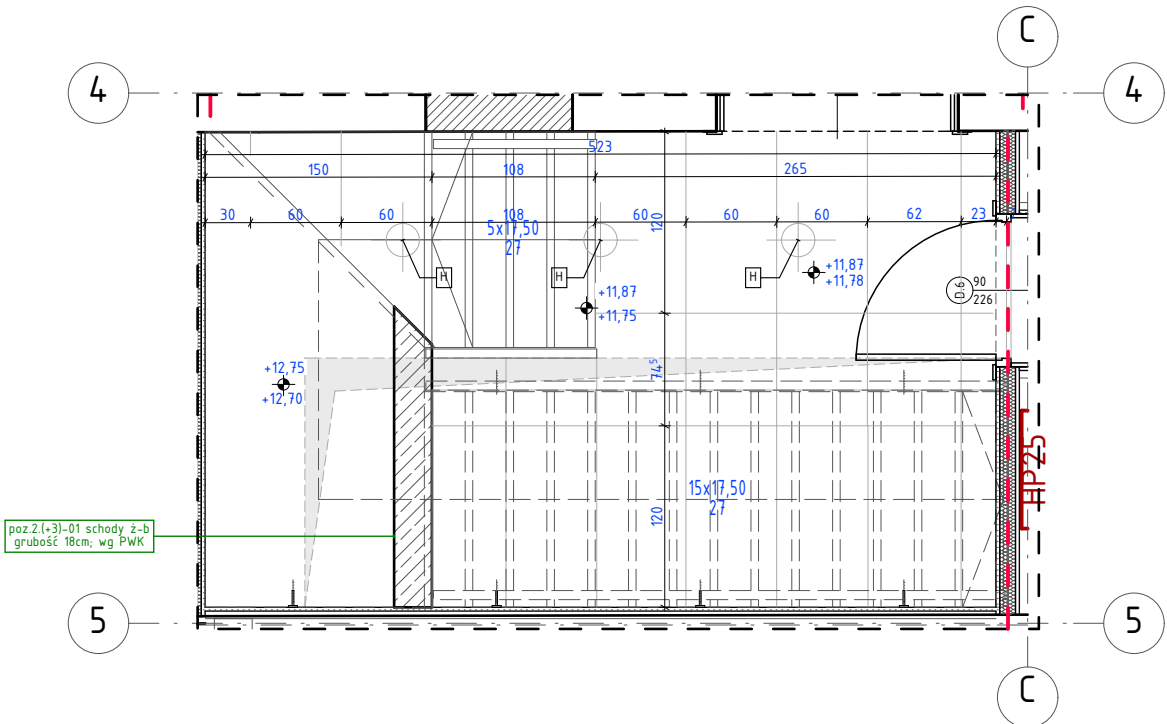 C
4
4
523
150
108
265
30
60
60
108
60
60
60
62
23
5x17,50
27
120
H
H
H
+11,87
+11,78
D.6
90
226
+11,87
+11,75
+12,75
+12,70
74⁵
HP 25
15x17,50
27
120
poz.2.(+3)-01 schody ż-b
grubość 18cm; wg PWK
5
5
C